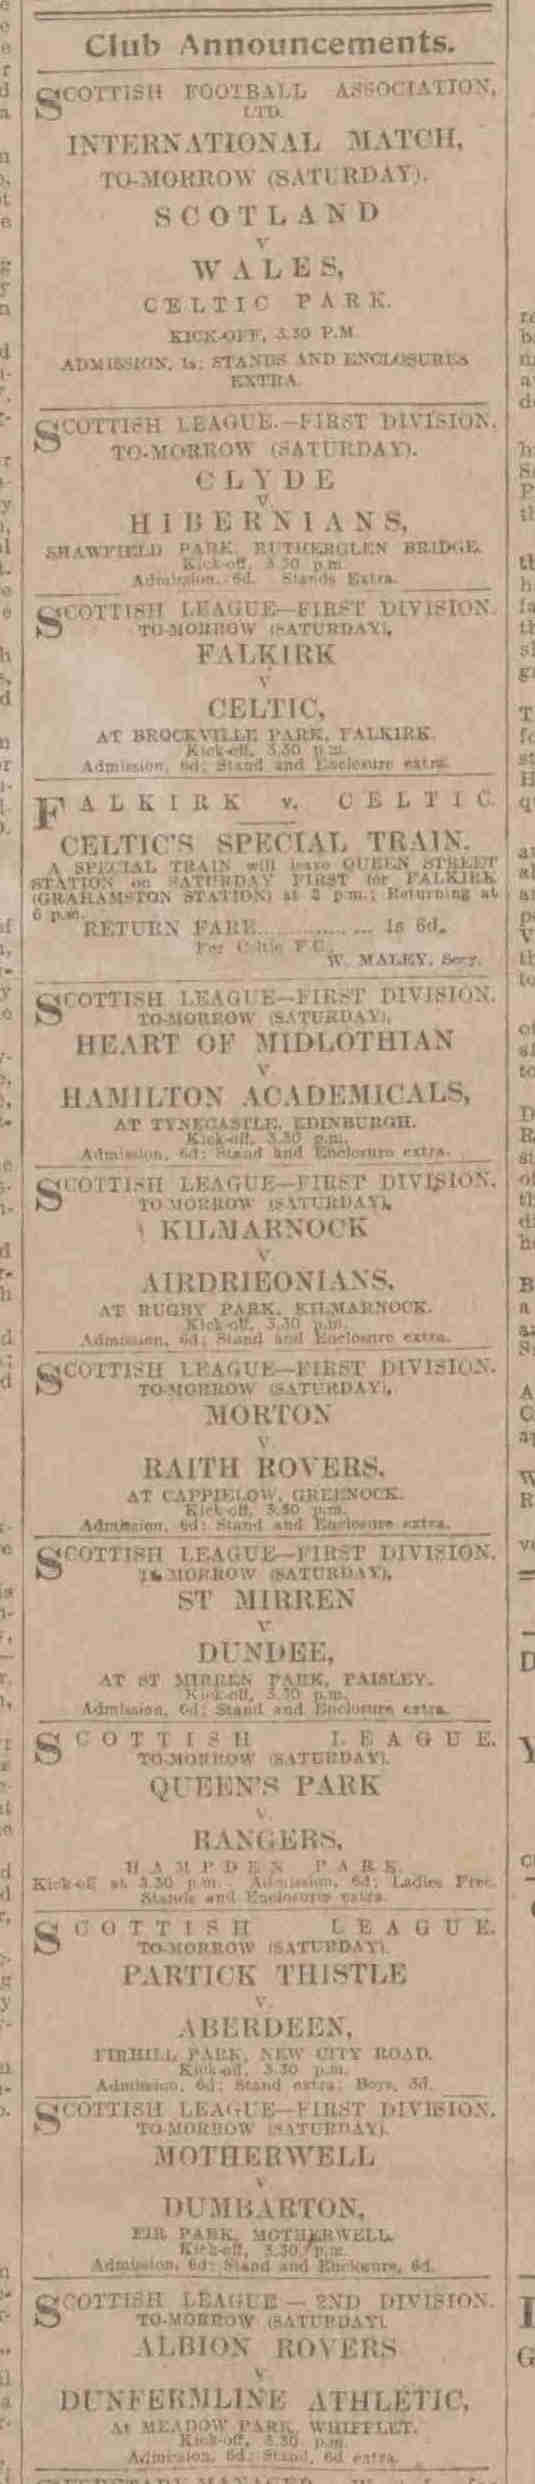 Club Announcements.
SCOTTISH FOOTBALL ASSOCIATION,
LTD.
INTERNATIONAL MATCH,
TO-MORROW (SATURDAY).
SCOTLAND
v
WALES,
CELTIC PARK.
KICK-OFF, 3.30 P.M.
ADMISSION, 1s; STANDS AND ENCLOSURES
EXTRA.
SCOTTISH LEAGUE.—FIRST DIVISION.
TO-MORROW (SATURDAY).
CLYDE
v.
HIBERNIANS,
SHAWFIELD PARK, RUTHERGLEN BRIDGE.
Kick-off, 3.30 p.m.
Admission, 6d. Stands Extra.
SCOTTISH LEAGUE—FIRST DIVISION.
TO-MORROW (SATURDAY),
FALKIRK
v
CELTIC,
AT BROCKVILLE PARK, FALKIRK.
Kick-off, 3.30 p.m.
Admission, 6d; Stand and Enclosure extra.
FALKIRK v. CELTIC.
CELTIC'S SPECIAL TRAIN.
A SPECIAL TRAIN will leave QUEEN STREET
STATION on SATURDAY FIRST for FALKIRK
(GRAHAMSTON STATION) at 2 p.m.; Returning at
6 p.m.
RETURN FARE.................. 1s 6d.
For Celtic F.C.,
W. MALEY, Secy.
SCOTTISH LEAGUE—FIRST DIVISION.
TO-MORROW (SATURDAY),
HEART OF MIDLOTHIAN
v.
HAMILTON ACADEMICALS,
AT TYNECASTLE, EDINBURGH.
Kick-off, 3.30 p.m.
Admission, 6d; Stand and Enclosure extra.
SCOTTISH LEAGUE—FIRST DIVISION.
TO-MORROW (SATURDAY),
KILMARNOCK
v.
AIRDRIEONIANS,
AT RUGBY PARK, KILMARNOCK.
Kick-off, 3.30 p.m.
Admission, 6d; Stand and Enclosure extra.
SCOTTISH LEAGUE—FIRST DIVISION.
TO-MORROW (SATURDAY),
MORTON
v.
RAITH ROVERS,
AT CAPPIELOW, GREENOCK.
Kick-off, 3.30 p.m.
Admission, 6d; Stand and Enclosure extra.
SCOTTISH LEAGUE—FIRST DIVISION.
TO-MORROW (SATURDAY),
ST MIRREN
v.
DUNDEE,
AT ST MIRREN PARK, PAISLEY.
Kick-off, 3.30 p.m.
Admission, 6d; Stand and Enclosure extra.
SCOTTISH LEAGUE.
TO-MORROW (SATURDAY).
QUEEN'S PARK
v.
RANGERS,
HAMPDEN PARK.
Kick-off at 3.30 p.m. Admission, 6d; Ladies Free.
Stands and Enclosures extra.
SCOTTISH LEAGUE.
TO-MORROW (SATURDAY).
PARTICK THISTLE
v.
ABERDEEN,
FIRHILL PARK, NEW CITY ROAD.
Kick-off, 3.30 p.m.
Admission, 6d; Stand extra; Boys, 3d.
SCOTTISH LEAGUE—FIRST DIVISION.
TO-MORROW (SATURDAY).
MOTHERWELL
v
DUMBARTON,
FIR PARK, MOTHERWELL.
Kick-off, 3.30 p.m.
Admission, 6d; Stand and Enclosure, 6d.
SCOTTISH LEAGUE — 2ND DIVISION.
TO-MORROW (SATURDAY).
ALBION ROVERS
v
DUNFERMLINE ATHLETIC,
At MEADOW PARK, WHIFFLET.
Kick-off, 3.30 p.m.
Admission, 6d; Stand, 6d extra.